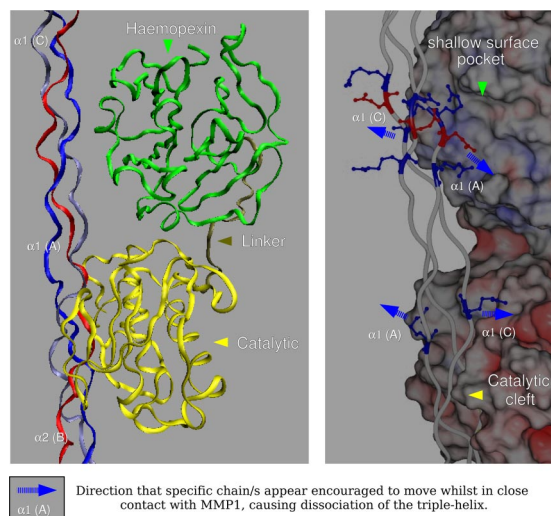 α1 (C)
Haemopexin
α1 (A)
Linker
Catalytic
α2 (B)
shallow surface
pocket
α1 (C)
α1 (A)
α1 (A)
α1 (C)
Catalytic
cleft
α1 (A)
Direction that specific chain/s appear encouraged to move whilst in close
contact with MMP1, causing dissociation of the triple-helix.